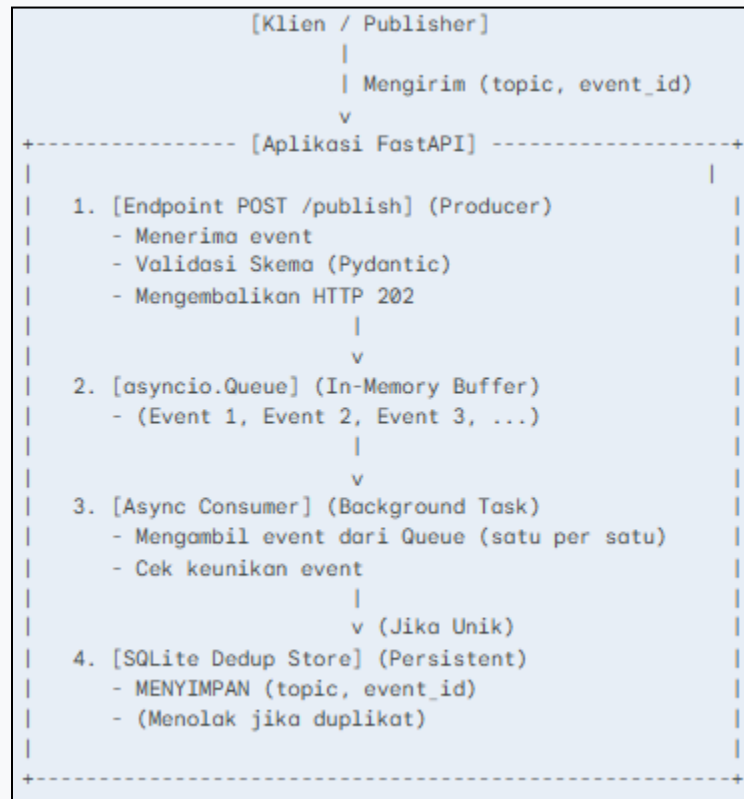 [Klien / Publisher]
|
| Mengirim (topic, event_id)
v
+---------------- [Aplikasi FastAPI] -------------------+
| |
| 1. [Endpoint POST /publish] (Producer) |
| - Menerima event |
| - Validasi Skema (Pydantic) |
| - Mengembalikan HTTP 202 |
| | |
| v |
| 2. [asyncio.Queue] (In-Memory Buffer) |
| - (Event 1, Event 2, Event 3, ...) |
| | |
| v |
| 3. [Async Consumer] (Background Task) |
| - Mengambil event dari Queue (satu per satu) |
| - Cek keunikan event |
| | |
| v (Jika Unik) |
| 4. [SQLite Dedup Store] (Persistent) |
| - MENYIMPAN (topic, event_id) |
| - (Menolak jika duplikat) |
| |
+-------------------------------------------------------+